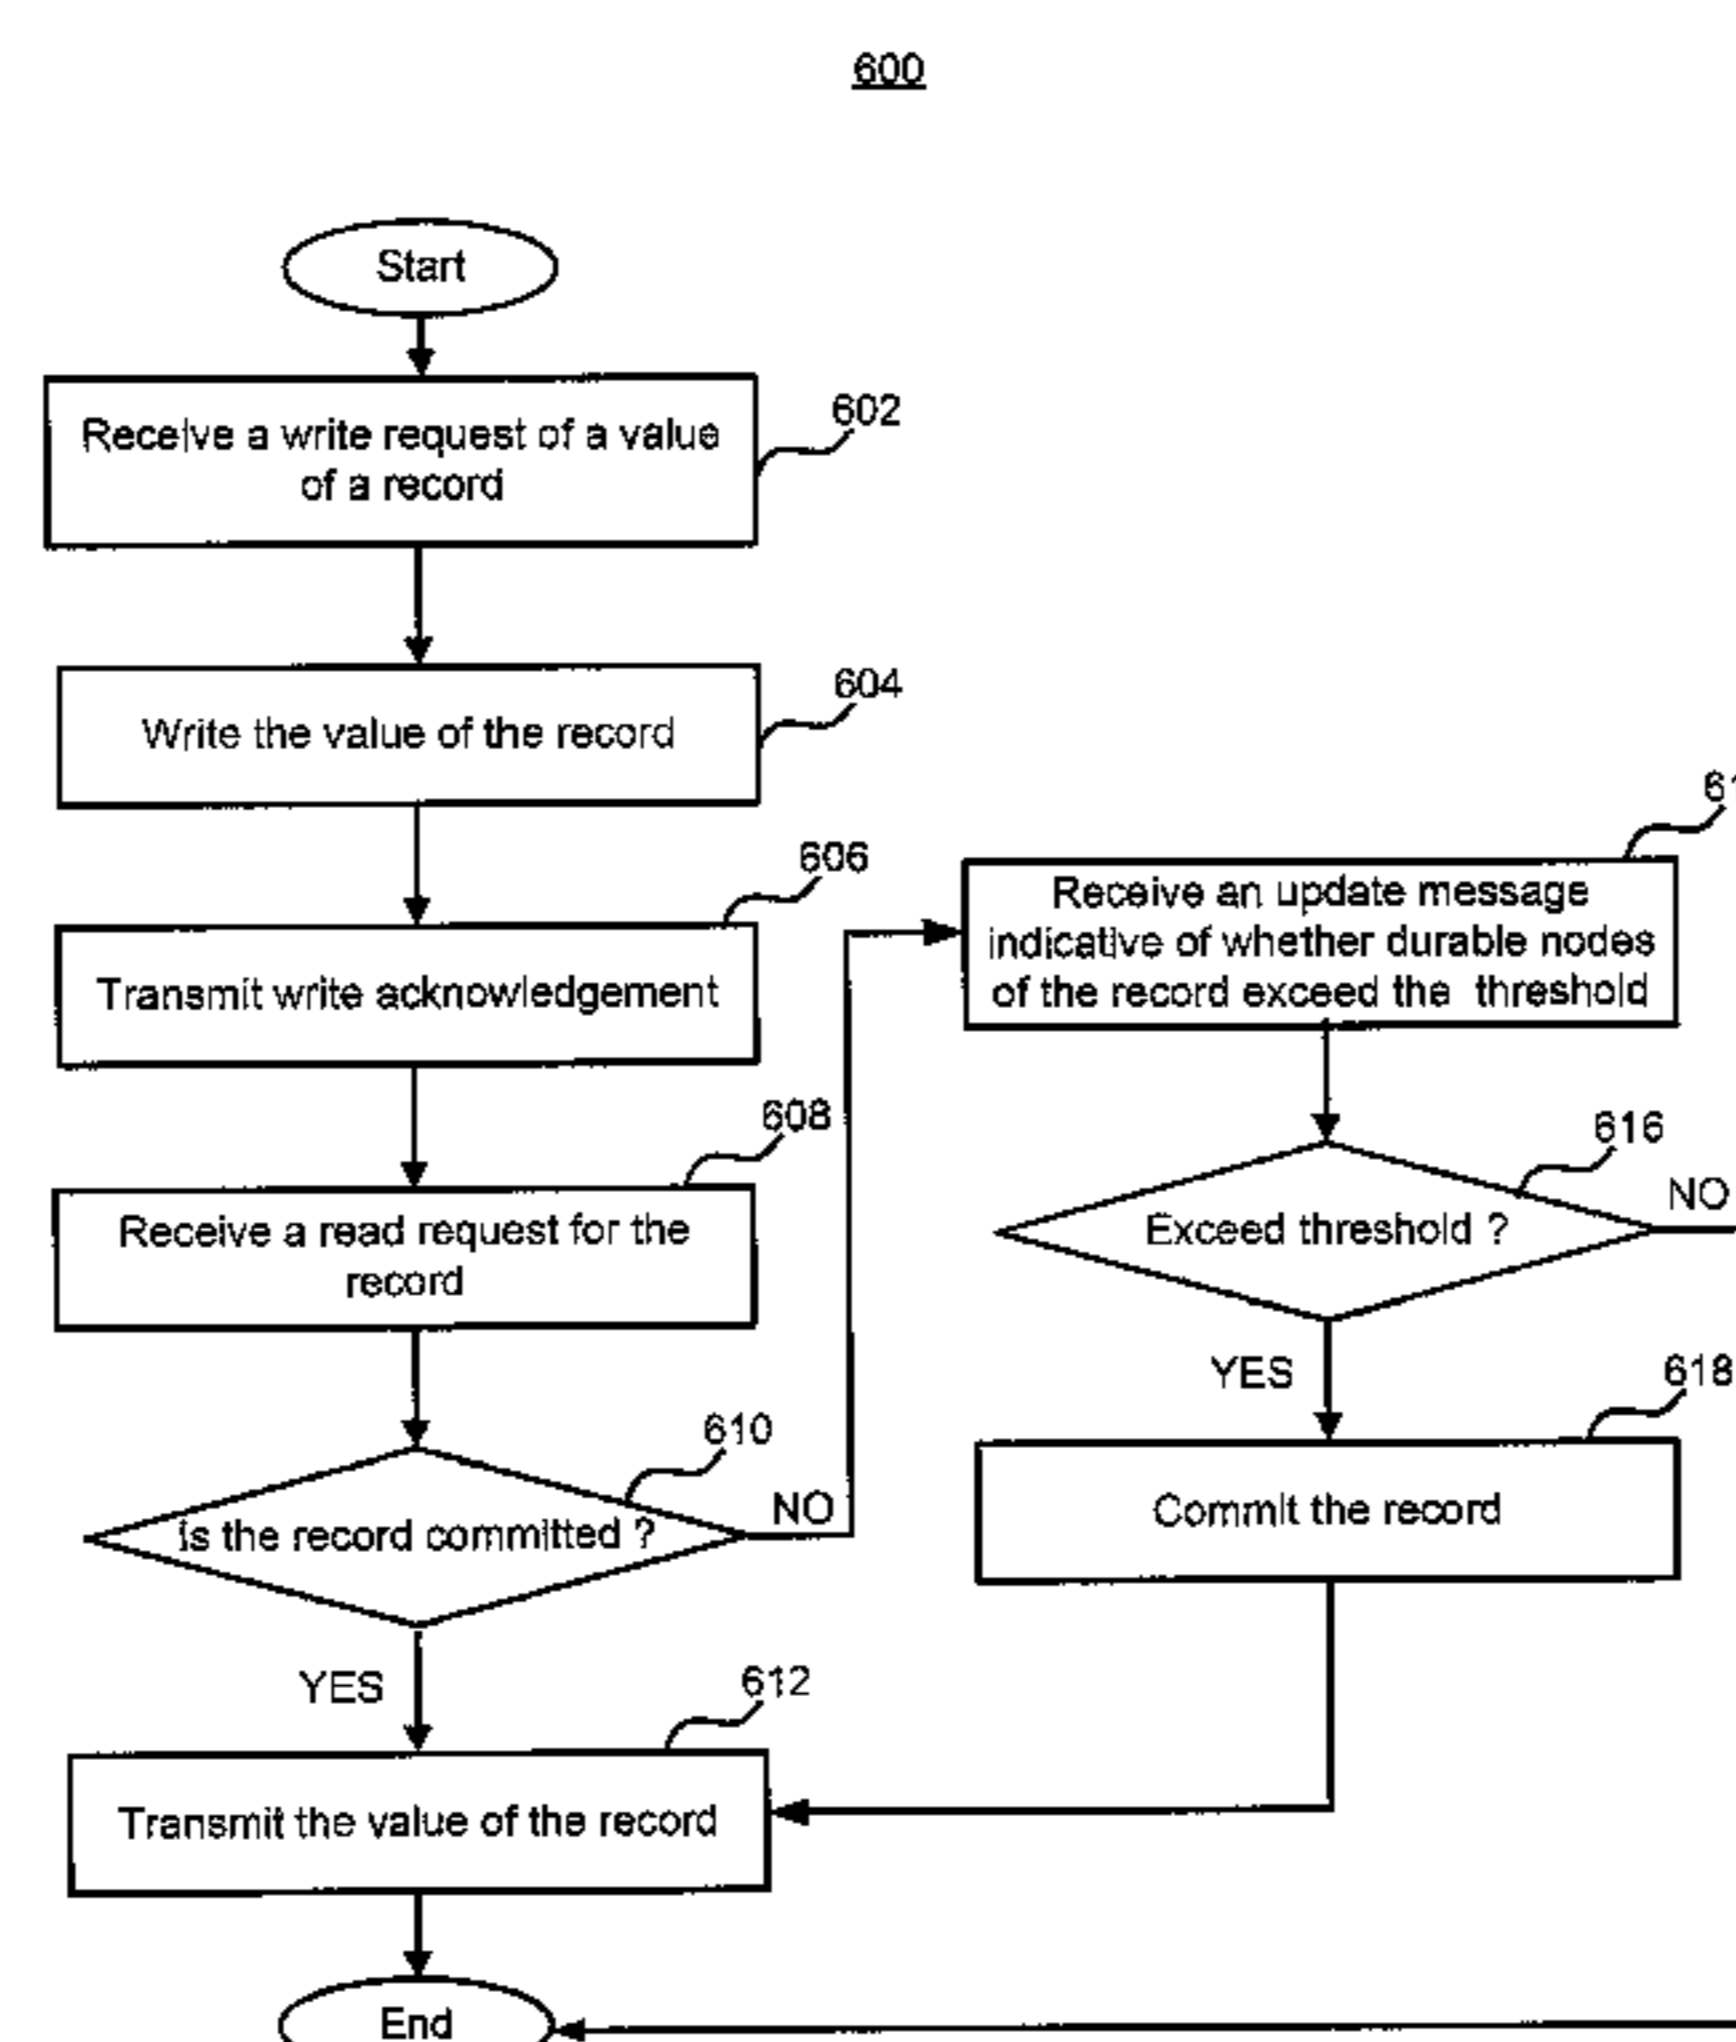 600
Start
Receive a write request of a value
of a record
602
Write the value of the record
604
606
Transmit write acknowledgement
608
Receive a read request for the
record
610
Is the record committed ?
NO
YES
612
Transmit the value of the record
End
Receive an update message
indicative of whether durable nodes
of the record exceed the threshold
616
Exceed threshold ?
NO
YES
618
Commit the record